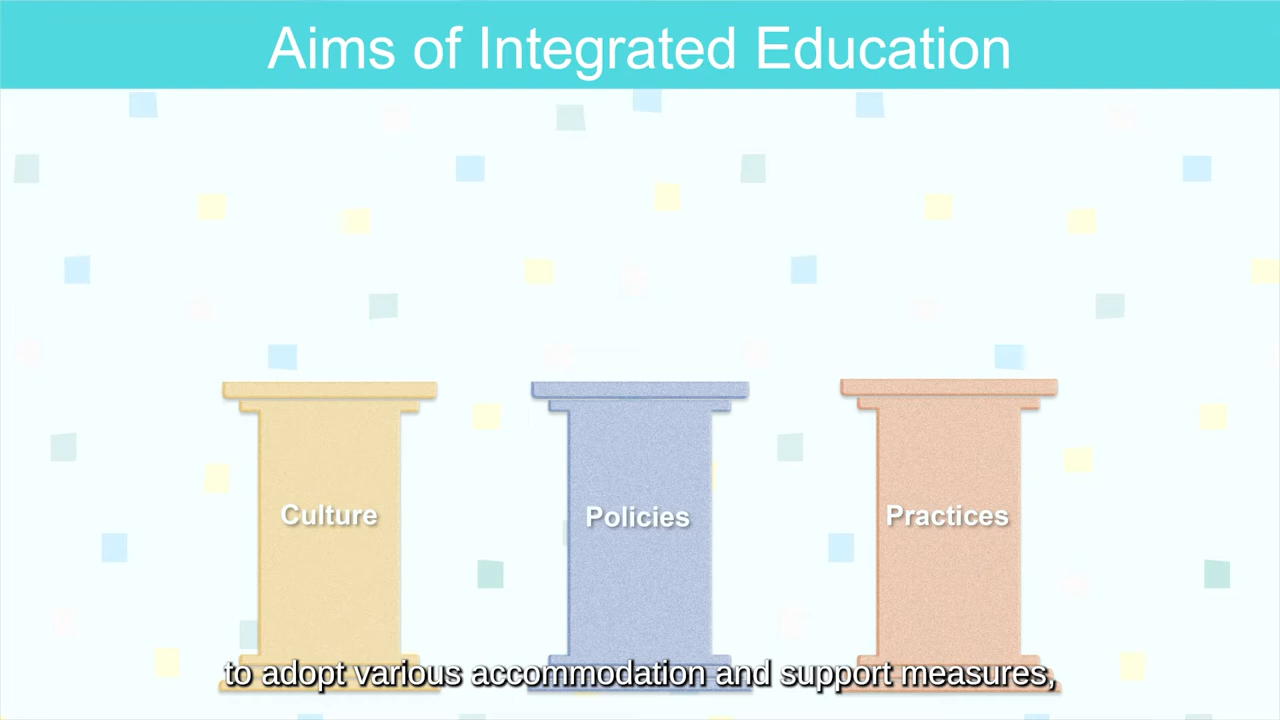 Aims of Integrated Education
Culture
Policies
Practices
to adopt various accommodation and support measures,